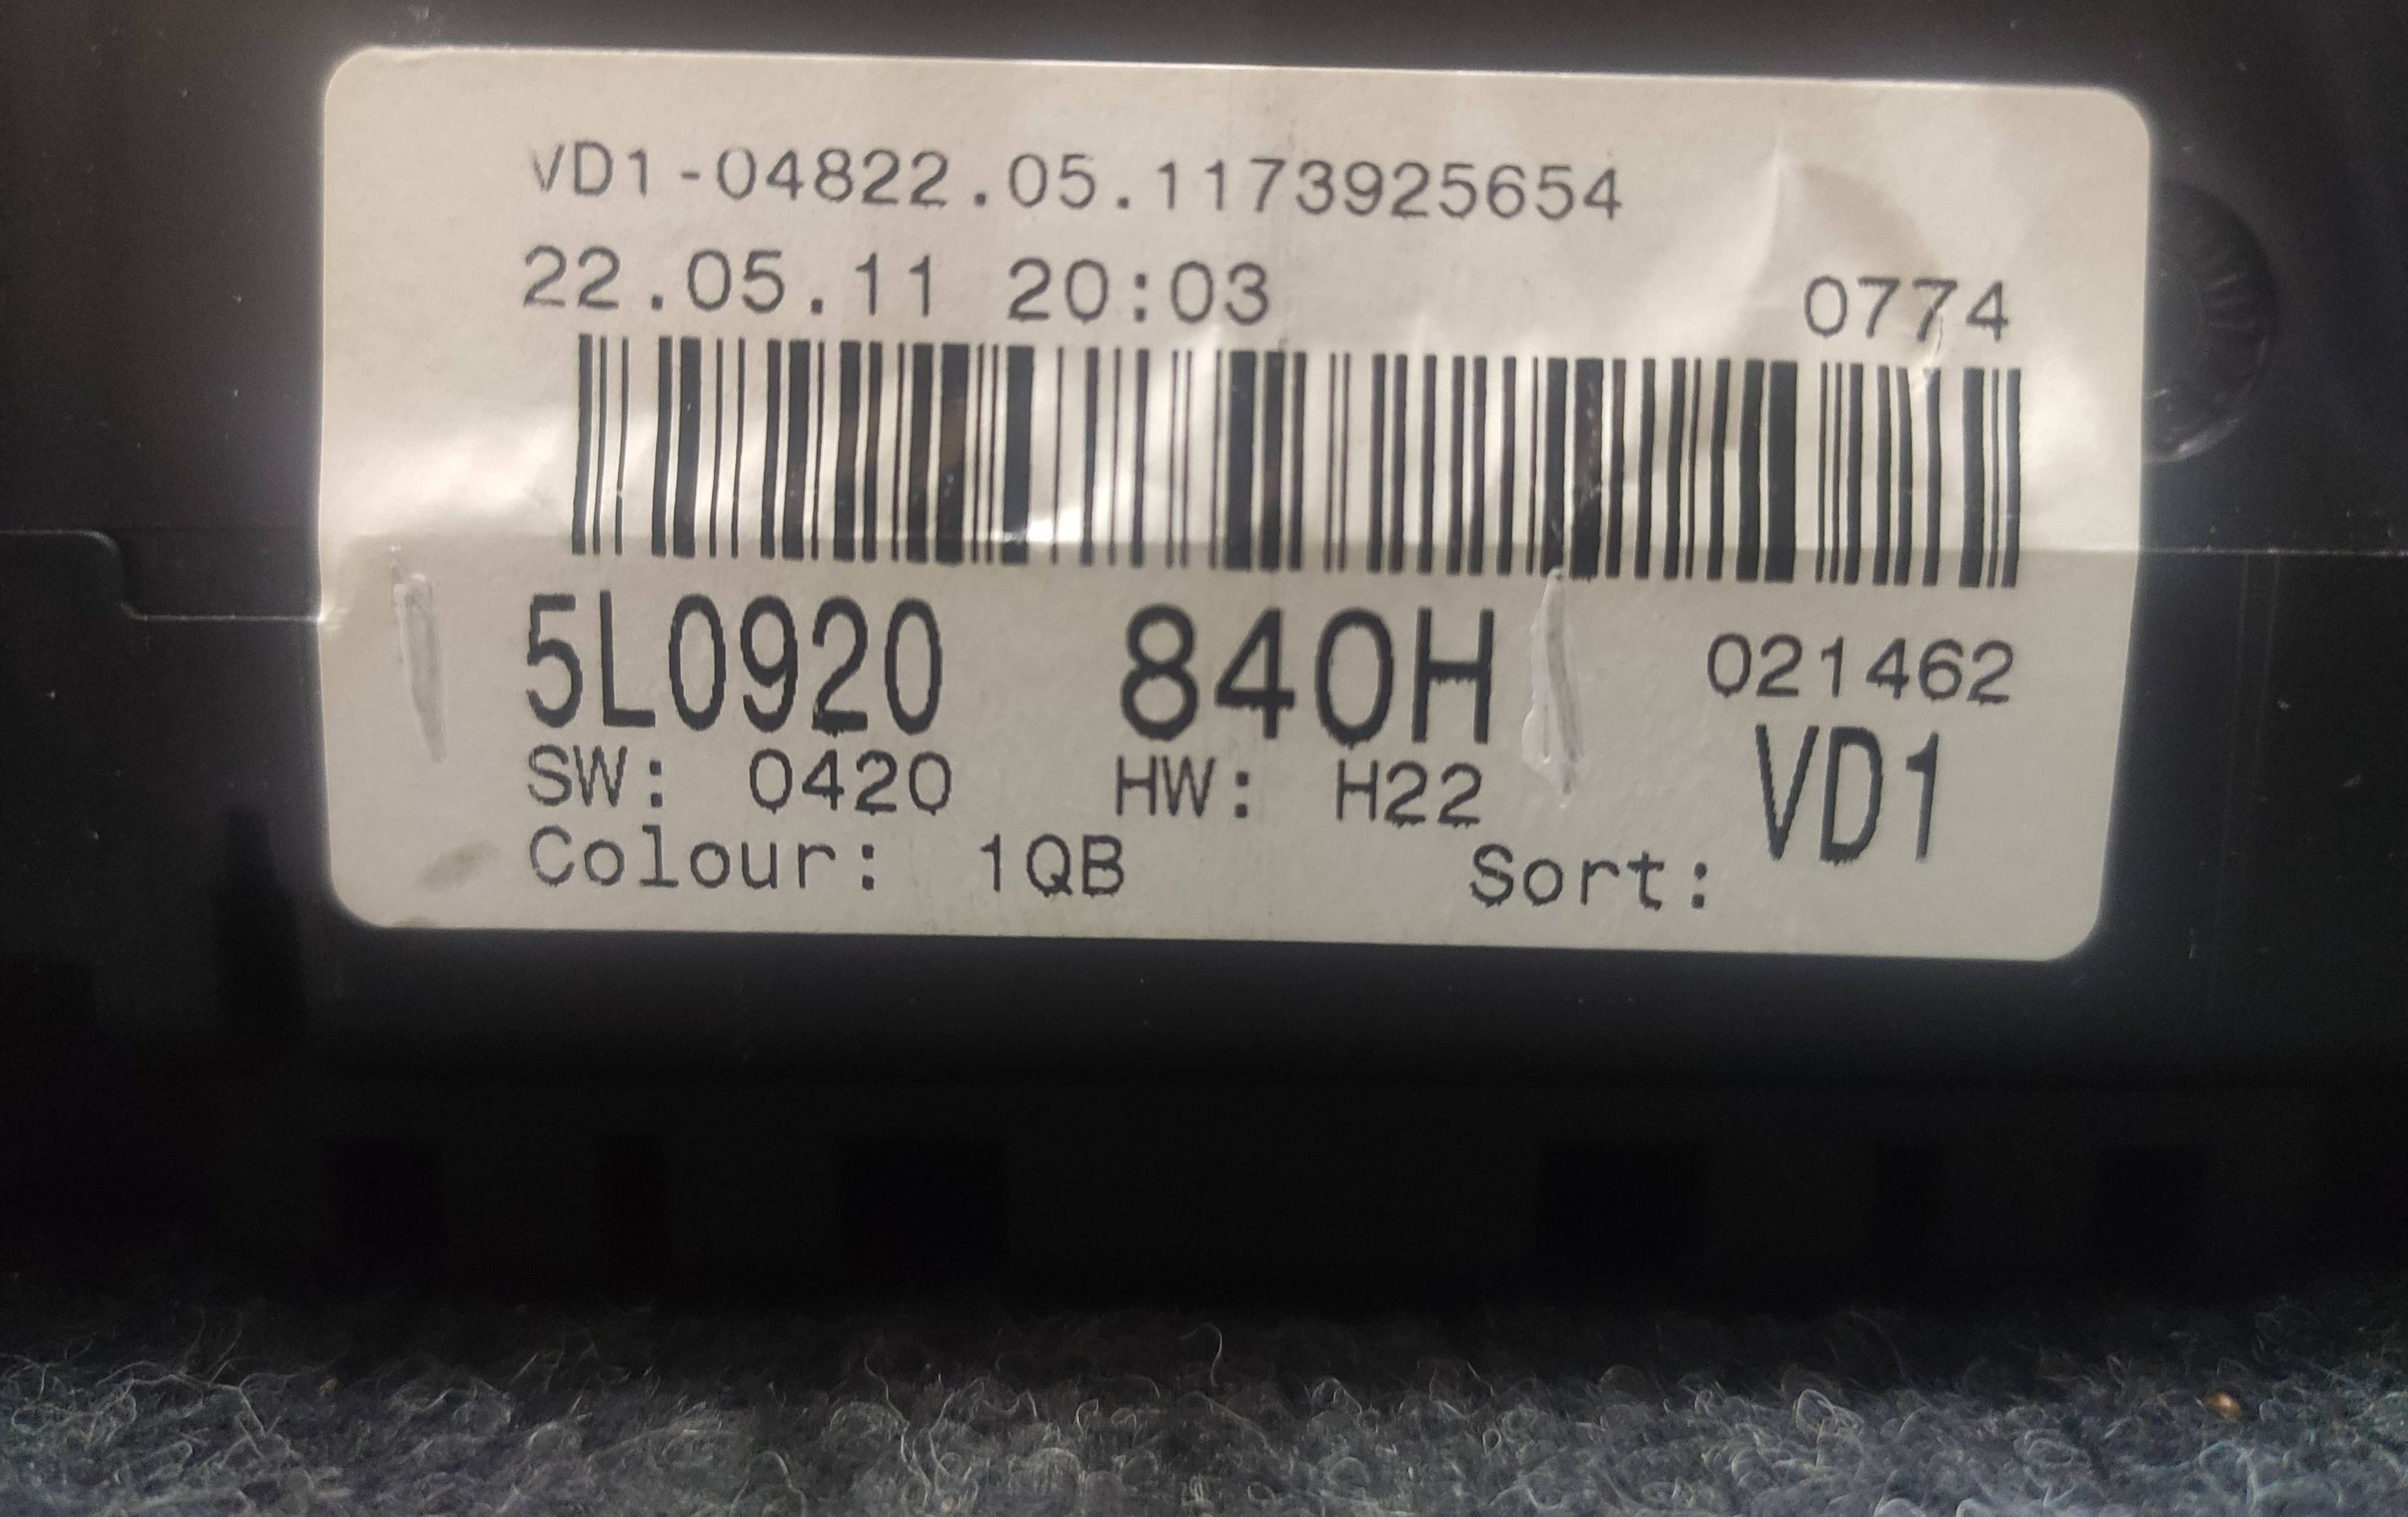 VD1-04822.05.1173925654
22.05.11 20:03 0774
5L0920 840H 021462
SW: 0420 HW: H22 VD1
Colour: 1QB Sort: